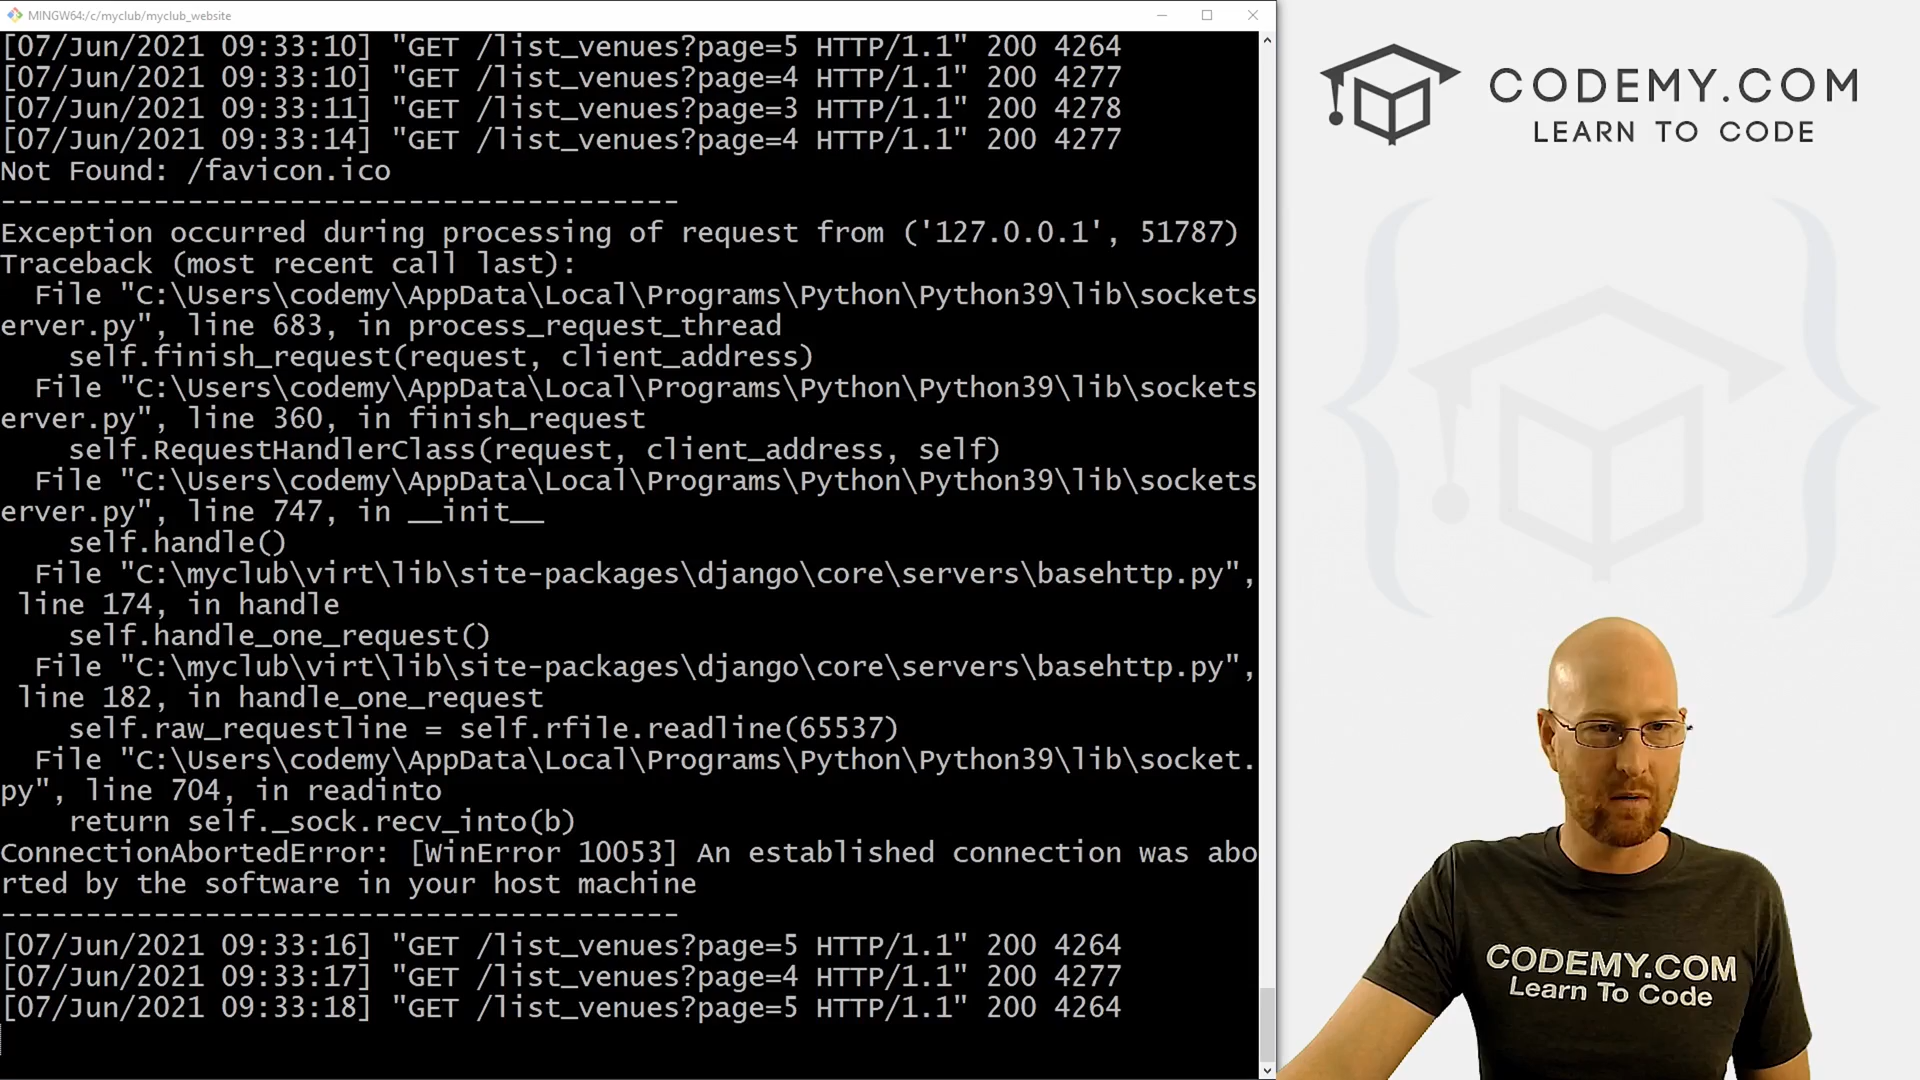 MINGW64:/c/myclub/myclub_website
[07/Jun/2021 09:33:10] "GET /list_venues?page=5 HTTP/1.1" 200 4264
[07/Jun/2021 09:33:10] "GET /list_venues?page=4 HTTP/1.1" 200 4277
[07/Jun/2021 09:33:11] "GET /list_venues?page=3 HTTP/1.1" 200 4278
[07/Jun/2021 09:33:14] "GET /list_venues?page=4 HTTP/1.1" 200 4277
Not Found: /favicon.ico
----------------------------------------
Exception occurred during processing of request from ('127.0.0.1', 51787)
Traceback (most recent call last):
  File "C:\Users\codemy\AppData\Local\Programs\Python\Python39\lib\sockets
erver.py", line 683, in process_request_thread
    self.finish_request(request, client_address)
  File "C:\Users\codemy\AppData\Local\Programs\Python\Python39\lib\sockets
erver.py", line 360, in finish_request
    self.RequestHandlerClass(request, client_address, self)
  File "C:\Users\codemy\AppData\Local\Programs\Python\Python39\lib\sockets
erver.py", line 747, in __init__
    self.handle()
  File "C:\myclub\virt\lib\site-packages\django\core\servers\basehttp.py",
 line 174, in handle
    self.handle_one_request()
  File "C:\myclub\virt\lib\site-packages\django\core\servers\basehttp.py",
 line 182, in handle_one_request
    self.raw_requestline = self.rfile.readline(65537)
  File "C:\Users\codemy\AppData\Local\Programs\Python\Python39\lib\socket.
py", line 704, in readinto
    return self._sock.recv_into(b)
ConnectionAbortedError: [WinError 10053] An established connection was abo
rted by the software in your host machine
----------------------------------------
[07/Jun/2021 09:33:16] "GET /list_venues?page=5 HTTP/1.1" 200 4264
[07/Jun/2021 09:33:17] "GET /list_venues?page=4 HTTP/1.1" 200 4277
[07/Jun/2021 09:33:18] "GET /list_venues?page=5 HTTP/1.1" 200 4264
CODEMY.COM
LEARN TO CODE
CODEMY.COM
Learn To Code